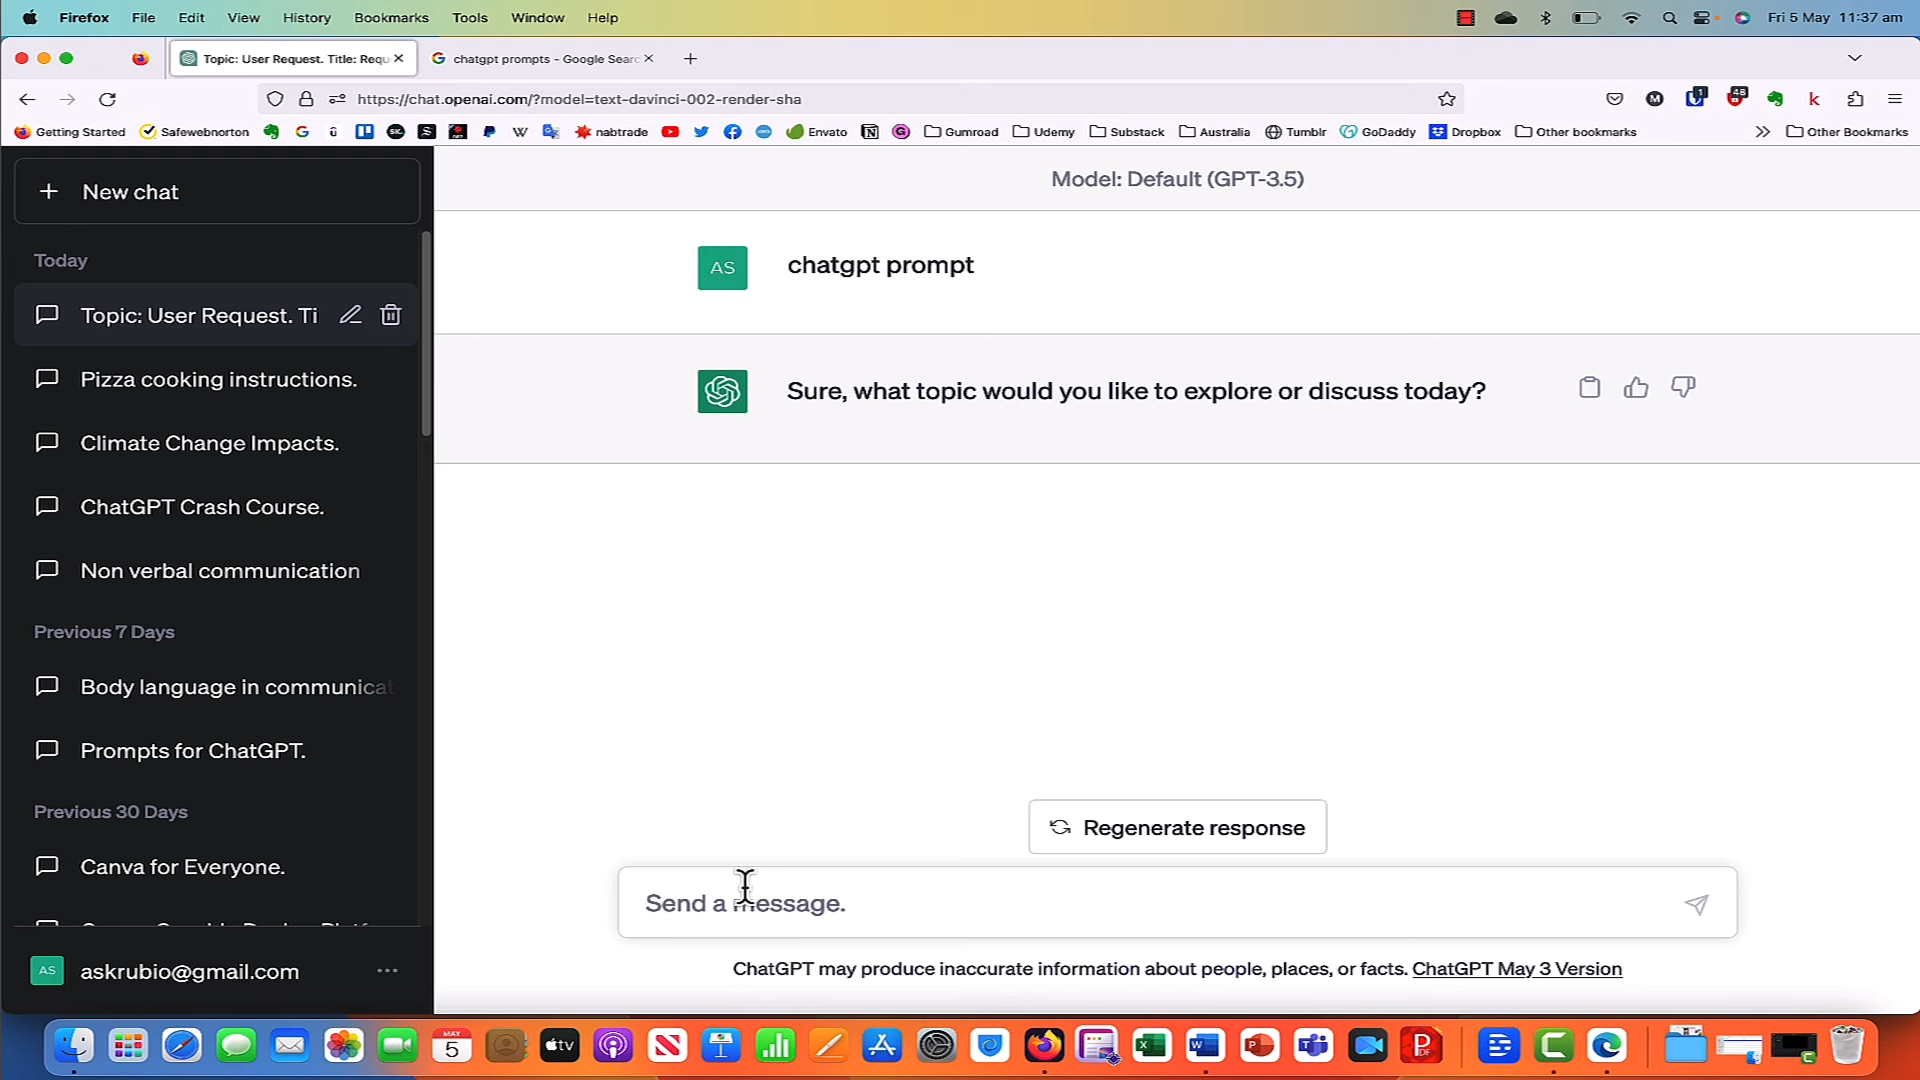 Firefox File Edit View History Bookmarks Tools Window Help Fri 5 May 11:37 am
Topic: User Request. Title: Requ chatgpt prompts - Google Searc
https://chat.openai.com/?model=text-davinci-002-render-sha 1 48
Getting Started Safewebnorton nabtrade Envato Gumroad Udemy Substack Australia Tumblr GoDaddy Dropbox Other bookmarks Other Bookmarks
New chat
Model: Default (GPT-3.5)
Today
AS chatgpt prompt
Topic: User Request. Ti
Sure, what topic would you like to explore or discuss today?
Pizza cooking instructions.
Climate Change Impacts.
ChatGPT Crash Course.
Non verbal communication
Previous 7 Days
Body language in communicat
Prompts for ChatGPT.
Previous 30 Days
Regenerate response
Canva for Everyone.
Send a message.
AS askrubio@gmail.com
ChatGPT may produce inaccurate information about people, places, or facts. ChatGPT May 3 Version
MAY
5
tv